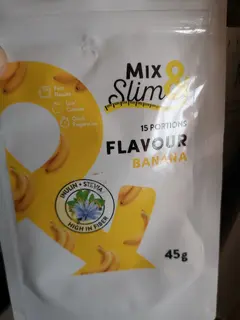 MIX &
Slim
15 PORTIONS
FLAVOUR
BANANA
INULIN + STEVIA
HIGH IN FIBER
45g